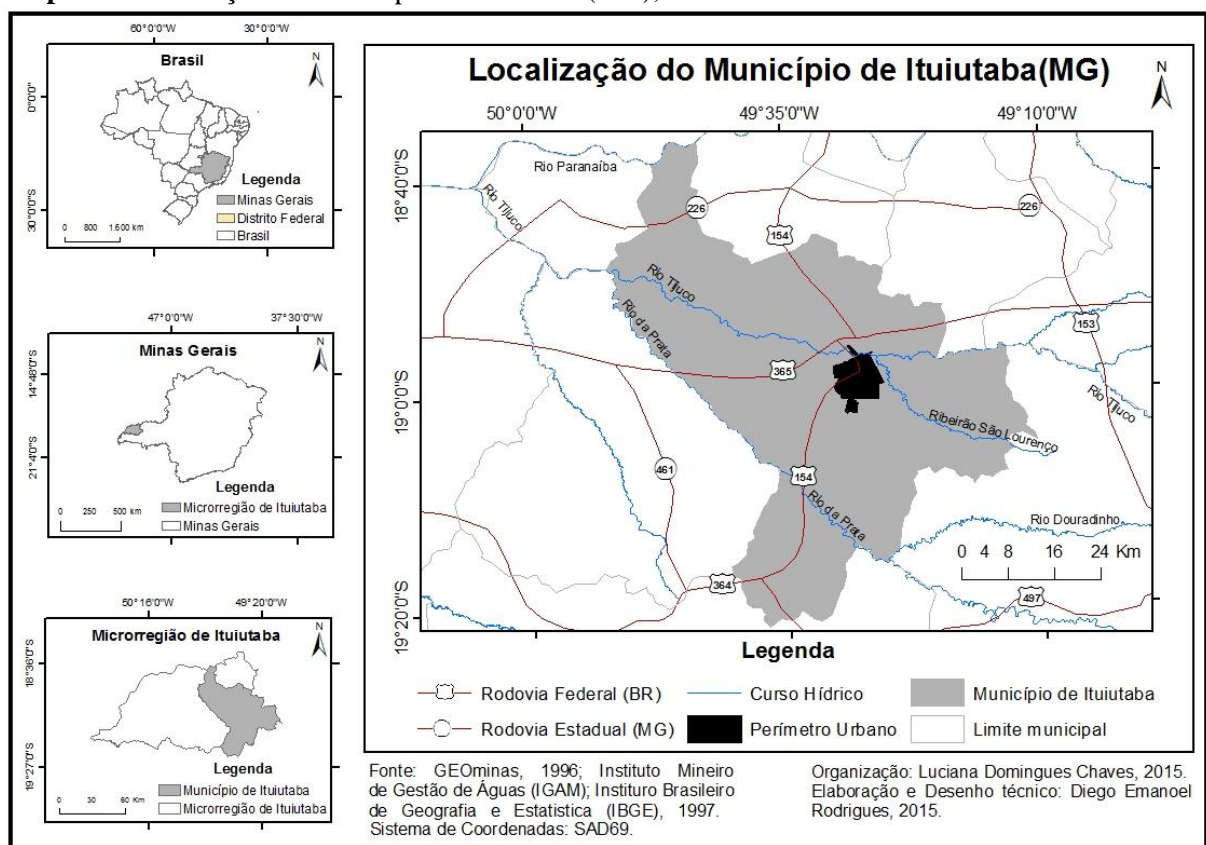 60°0'0"W 30°0'0"W
Brasil
N
0°0'0"
30°0'0"S
Legenda
Minas Gerais
Distrito Federal
Brasil
0 800 1.600 km
47°0'0"W 37°30'0"W
Minas Gerais
N
14°48'0"S
21°4'0"S
Legenda
Microrregião de Ituiutaba
Minas Gerais
0 250 500 km
50°16'0"W 49°20'0"W
Microrregião de Ituiutaba
N
18°36'0"S
19°27'0"S
Legenda
Município de Ituiutaba
Microrregião de Ituiutaba
0 30 60 Km
Localização do Município de Ituiutaba(MG)
N
50°0'0"W 49°35'0"W 49°10'0"W
18°40'0"S
19°0'0"S
19°20'0"S
Rio Paranaíba
Rio Tijuco
226
226
154
Rio Tijuco
Rio da Prata
153
365
Rio Tijuco
Ribeirão São Lourenço
461
154
Rio da Prata
Rio Douradinho
0 4 8 16 24 Km
364
497
Legenda
Rodovia Federal (BR)
Curso Hídrico
Município de Ituiutaba
Rodovia Estadual (MG)
Perímetro Urbano
Limite municipal
Fonte: GEOminas, 1996; Instituto Mineiro
de Gestão de Águas (IGAM); Instituro Brasileiro
de Geografia e Estatistica (IBGE), 1997.
Sistema de Coordenadas: SAD69.
Organização: Luciana Domingues Chaves, 2015.
Elaboração e Desenho técnico: Diego Emanoel
Rodrigues, 2015.